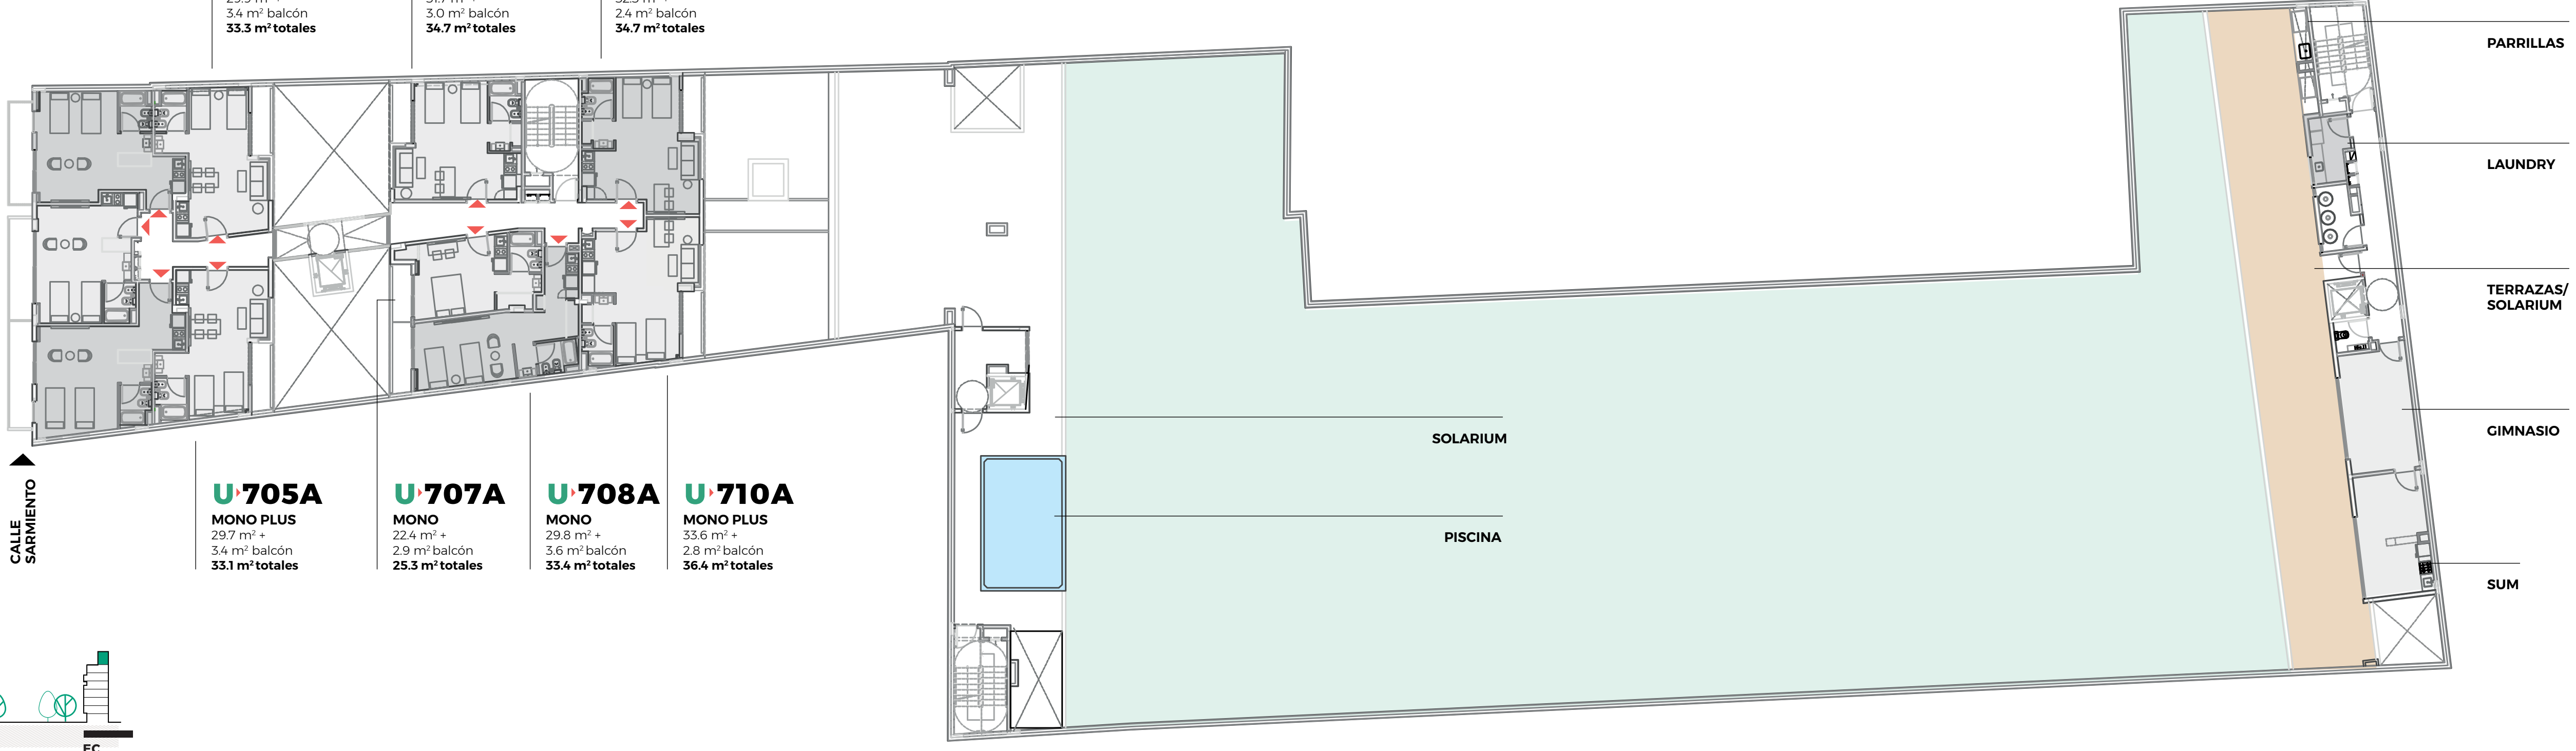 3.4 m² balcón
33.3 m² totales
3.0 m² balcón
34.7 m² totales
2.4 m² balcón
34.7 m² totales
PARRILLAS
LAUNDRY
TERRAZAS/
SOLARIUM
GIMNASIO
SUM
SOLARIUM
PISCINA
CALLE
SARMIENTO
U 705A
MONO PLUS
29.7 m² +
3.4 m² balcón
33.1 m² totales
U 707A
MONO
22.4 m² +
2.9 m² balcón
25.3 m² totales
U 708A
MONO
29.8 m² +
3.6 m² balcón
33.4 m² totales
U 710A
MONO PLUS
33.6 m² +
2.8 m² balcón
36.4 m² totales